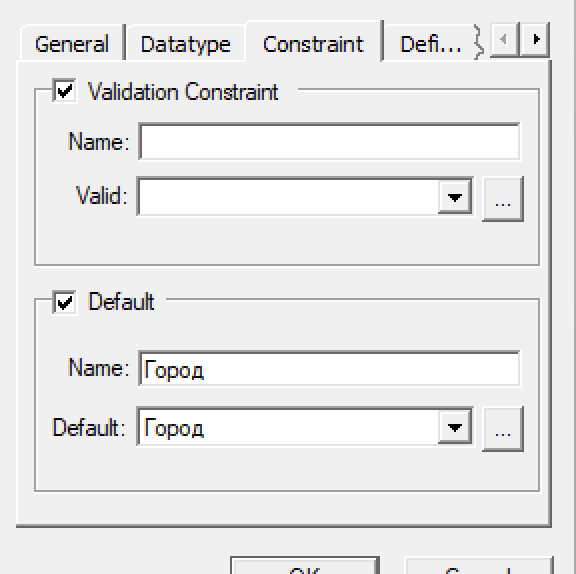 General Datatype Constraint Defi...
Validation Constraint
Name:
Valid: ...
Default
Name: Город
Default: Город ...